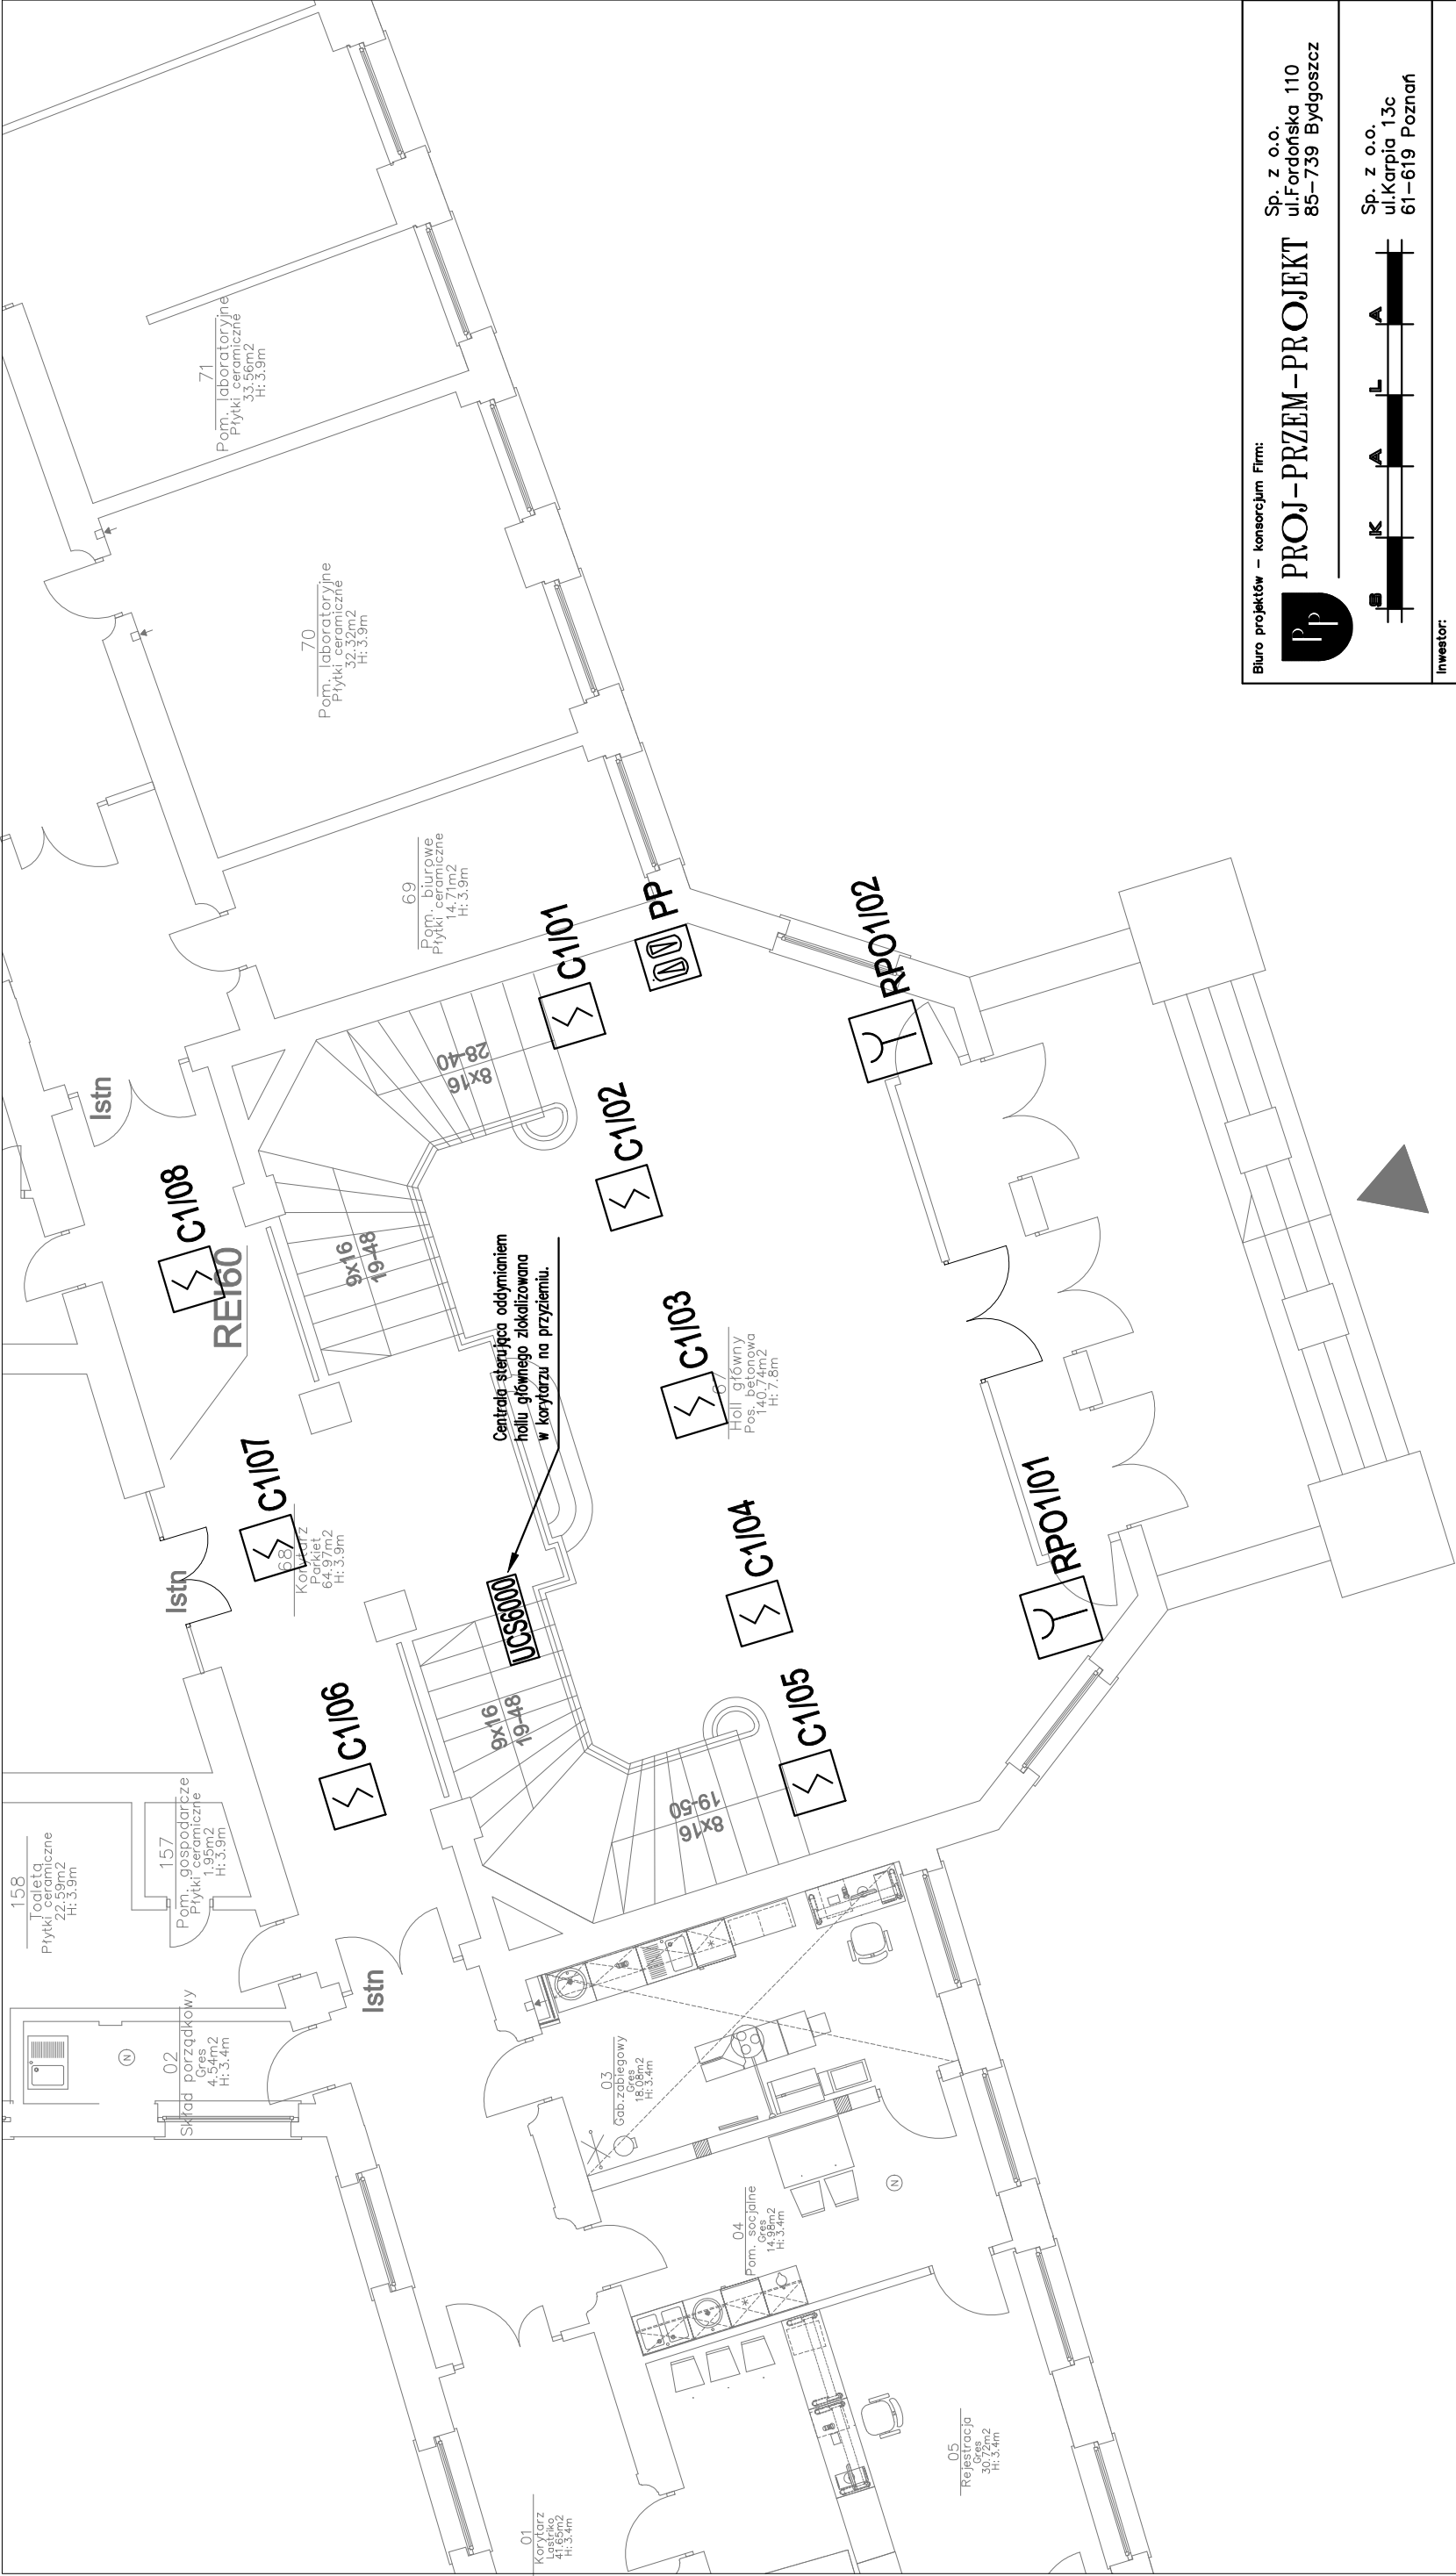 158
Toaleta
Płytki ceramiczne
22.59m2
H: 3.9m
157
Pom. gospodarcze
Płytki ceramiczne
1.95m2
H: 3.9m
02
Skład porządkowy
Gres
4.54m2
H: 3.4m
N
Istn
01
Korytarz
Lastriko
41.65m2
H: 3.4m
03
Gab.zabiegowy
Gres
18.08m2
H: 3.4m
04
Pom. socjalne
Gres
14.98m2
H: 3.4m
N
05
Rejestracja
Gres
30.72m2
H: 3.4m
C1/06
Istn
C1/07
68
Korytarz
Parkiet
64.97m2
H: 3.9m
REI60
C1/08
Istn
9x16
19-48
8x16
19-50
UCS6000
Centrala sterująca oddymianiem
hollu głównego zlokalizowana
w korytarzu na przyziemiu.
9x16
19-48
8x16
28-40
C1/05
C1/04
C1/03
Holl główny
Pos. betonowa
140.74m2
H: 7.8m
C1/02
C1/01
PP
RPO1/01
RPO1/02
69
Pom. biurowe
Płytki ceramiczne
14.71m2
H: 3.9m
70
Pom. laboratoryjne
Płytki ceramiczne
32.32m2
H: 3.9m
71
Pom. laboratoryjne
Płytki ceramiczne
33.56m2
H: 3.9m
Biuro projektów – konsorcjum Firm:
PP
PROJ-PRZEM-PROJEKT
Sp. z o.o.
ul.Fordońska 110
85–739 Bydgoszcz
S K A L A
Sp. z o.o.
ul.Karpia 13c
61–619 Poznań
Inwestor: